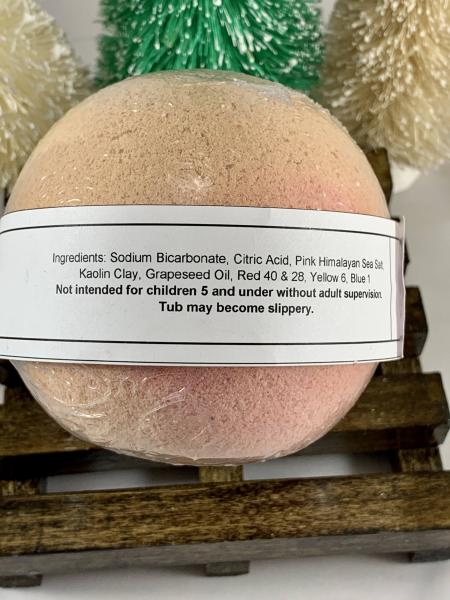 Ingredients: Sodium Bicarbonate, Citric Acid, Pink Himalayan Sea Salt,
Kaolin Clay, Grapeseed Oil, Red 40 & 28, Yellow 6, Blue 1
Not intended for children 5 and under without adult supervision.
Tub may become slippery.